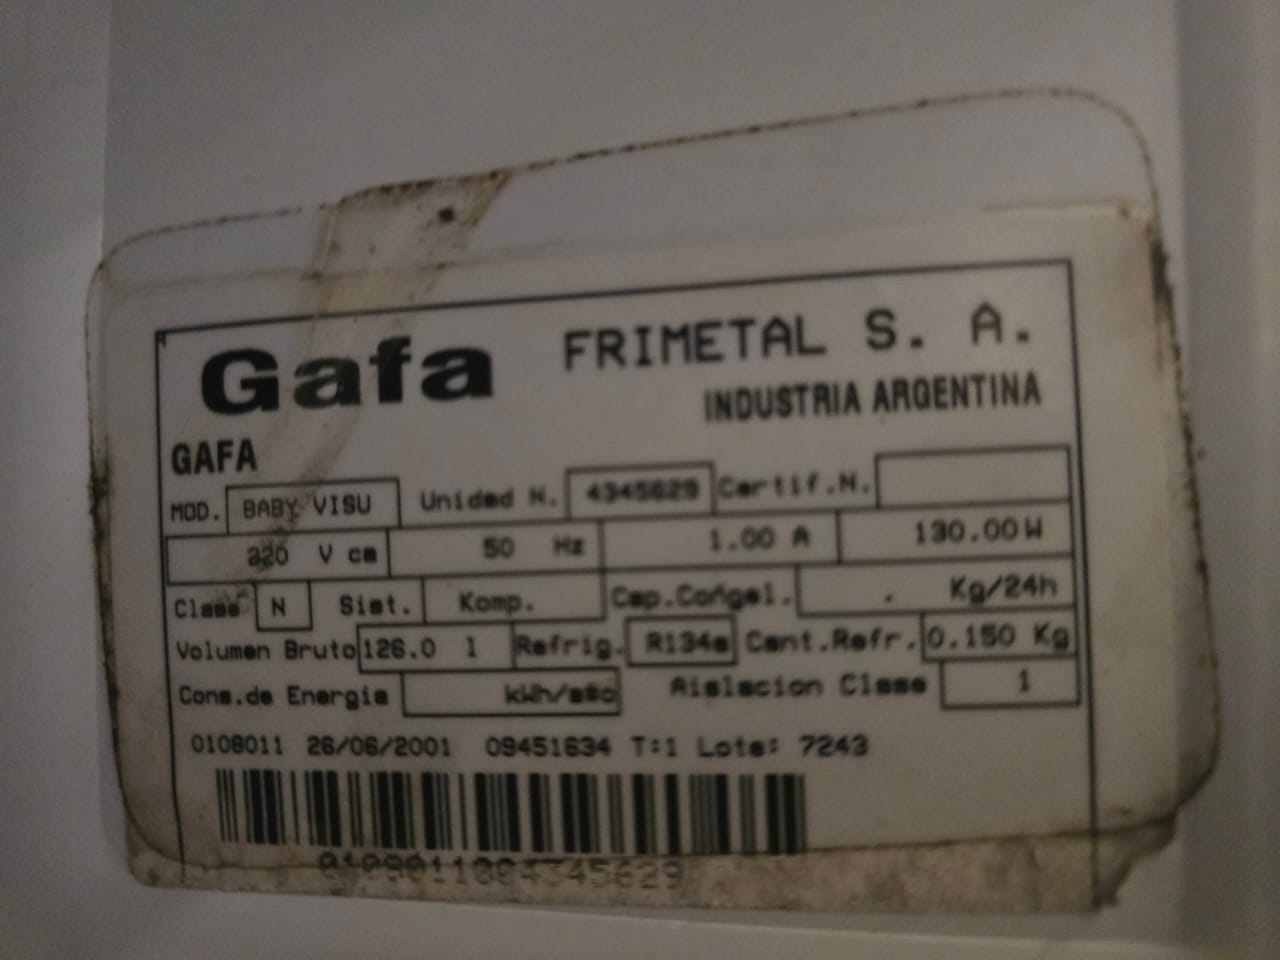 Gafa FRIMETAL S. A.
INDUSTRIA ARGENTINA
GAFA
MOD. BABY VISU Unidad N. 4345629 Certif.N.
220 V ca 50 Hz 1.00 A 130.00 W
Clase N Sist. Komp. Cap.Congel. . Kg/24h
Volumen Bruto 126.0 l Refrig. R134a Cant.Refr. 0.150 Kg
Cons.de Energia kWh/año Aislacion Clase 1
0108011 26/06/2001 09451634 T:1 Lote: 7243
0108011004345629